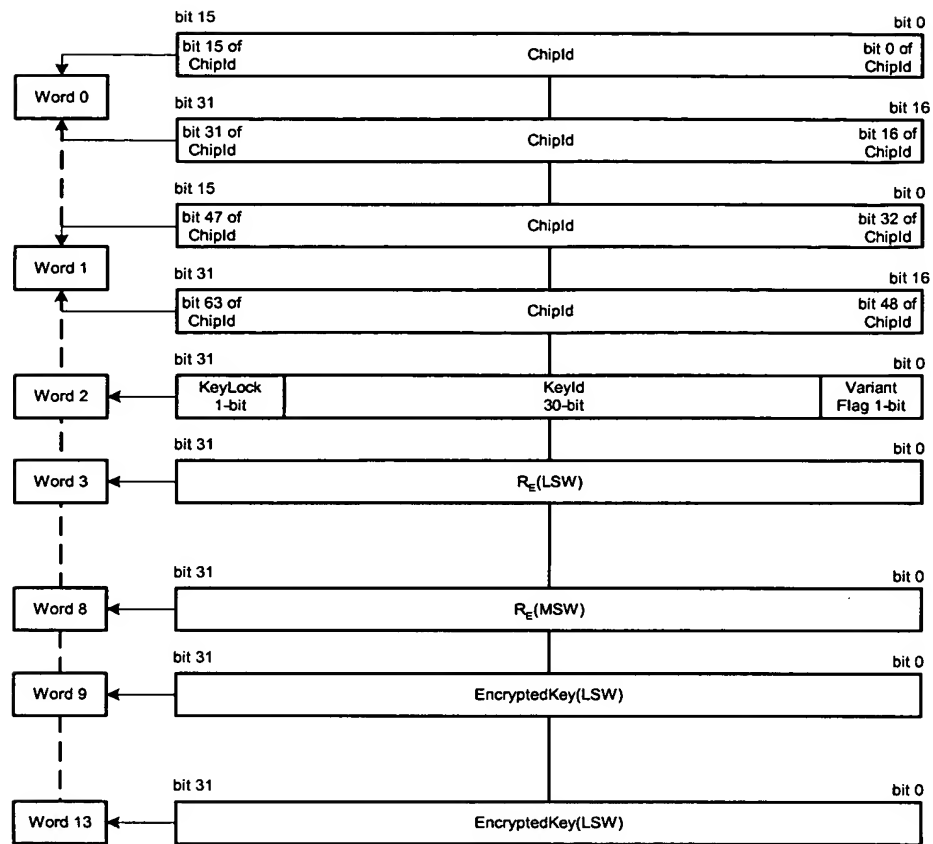 bit 15 bit 0
bit 15 of ChipId ChipId bit 0 of ChipId
Word 0
bit 31 bit 16
bit 31 of ChipId ChipId bit 16 of ChipId
bit 15 bit 0
bit 47 of ChipId ChipId bit 32 of ChipId
Word 1
bit 31 bit 16
bit 63 of ChipId ChipId bit 48 of ChipId
bit 31 bit 0
Word 2
KeyLock 1-bit
KeyId 30-bit
Variant Flag 1-bit
bit 31 bit 0
Word 3 R_E(LSW)
bit 31 bit 0
Word 8 R_E(MSW)
bit 31 bit 0
Word 9 EncryptedKey(LSW)
bit 31 bit 0
Word 13 EncryptedKey(LSW)